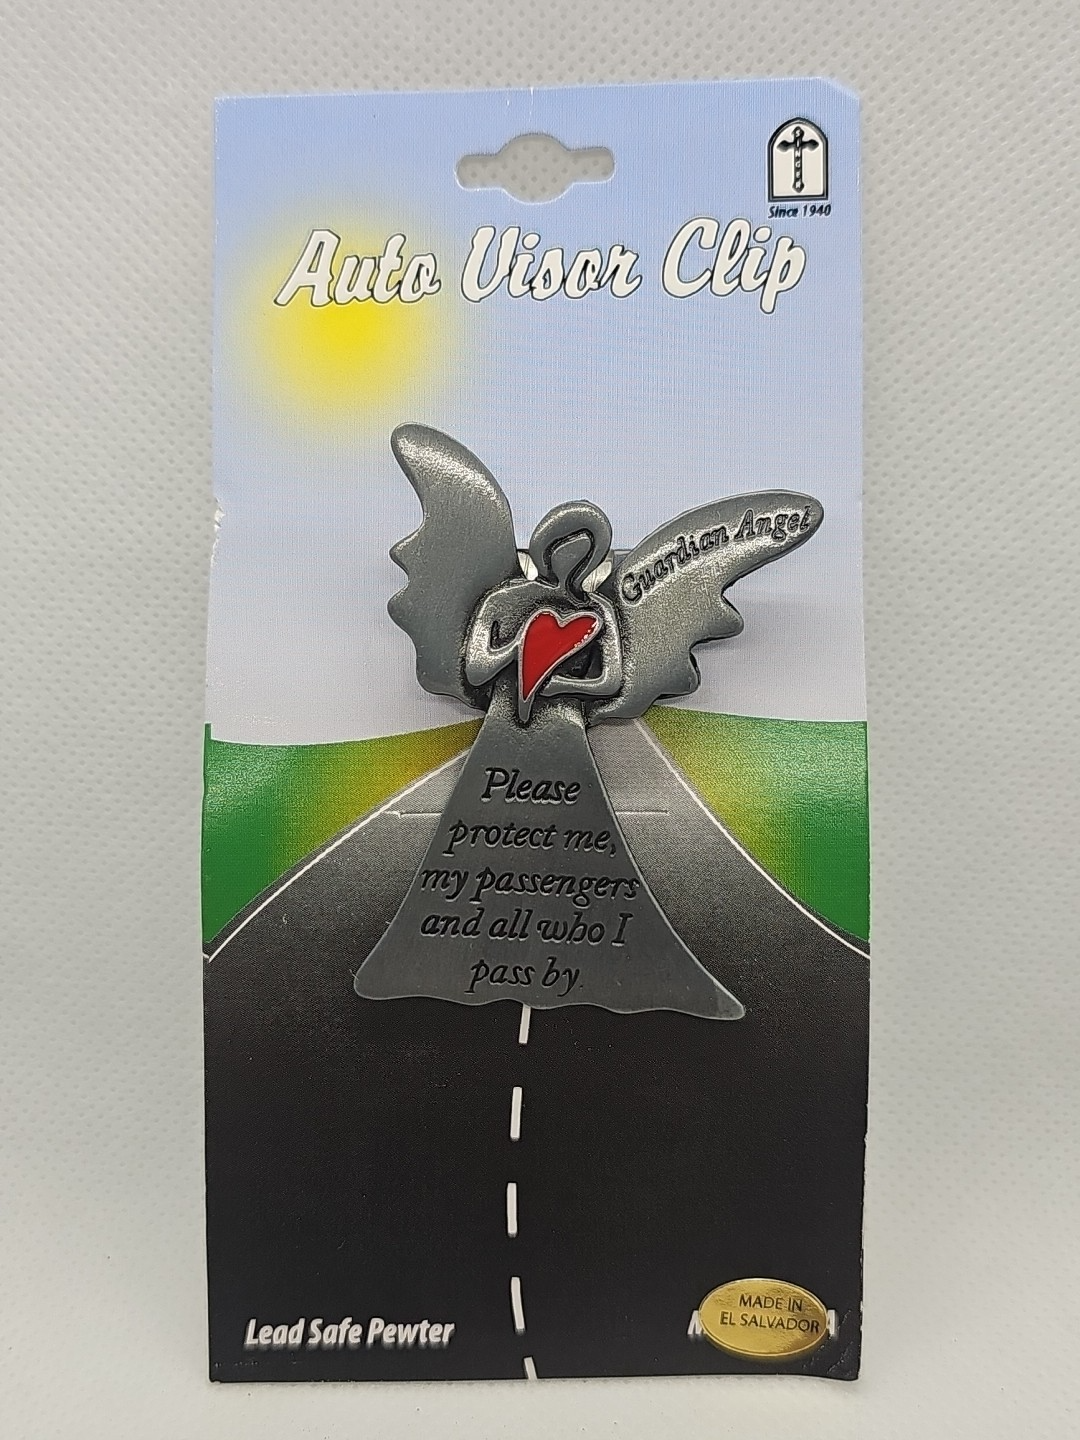 Since 1940
Auto Visor Clip
Guardian Angel
Please
protect me,
my passengers
and all who I
pass by.
Lead Safe Pewter
MADE IN
EL SALVADOR